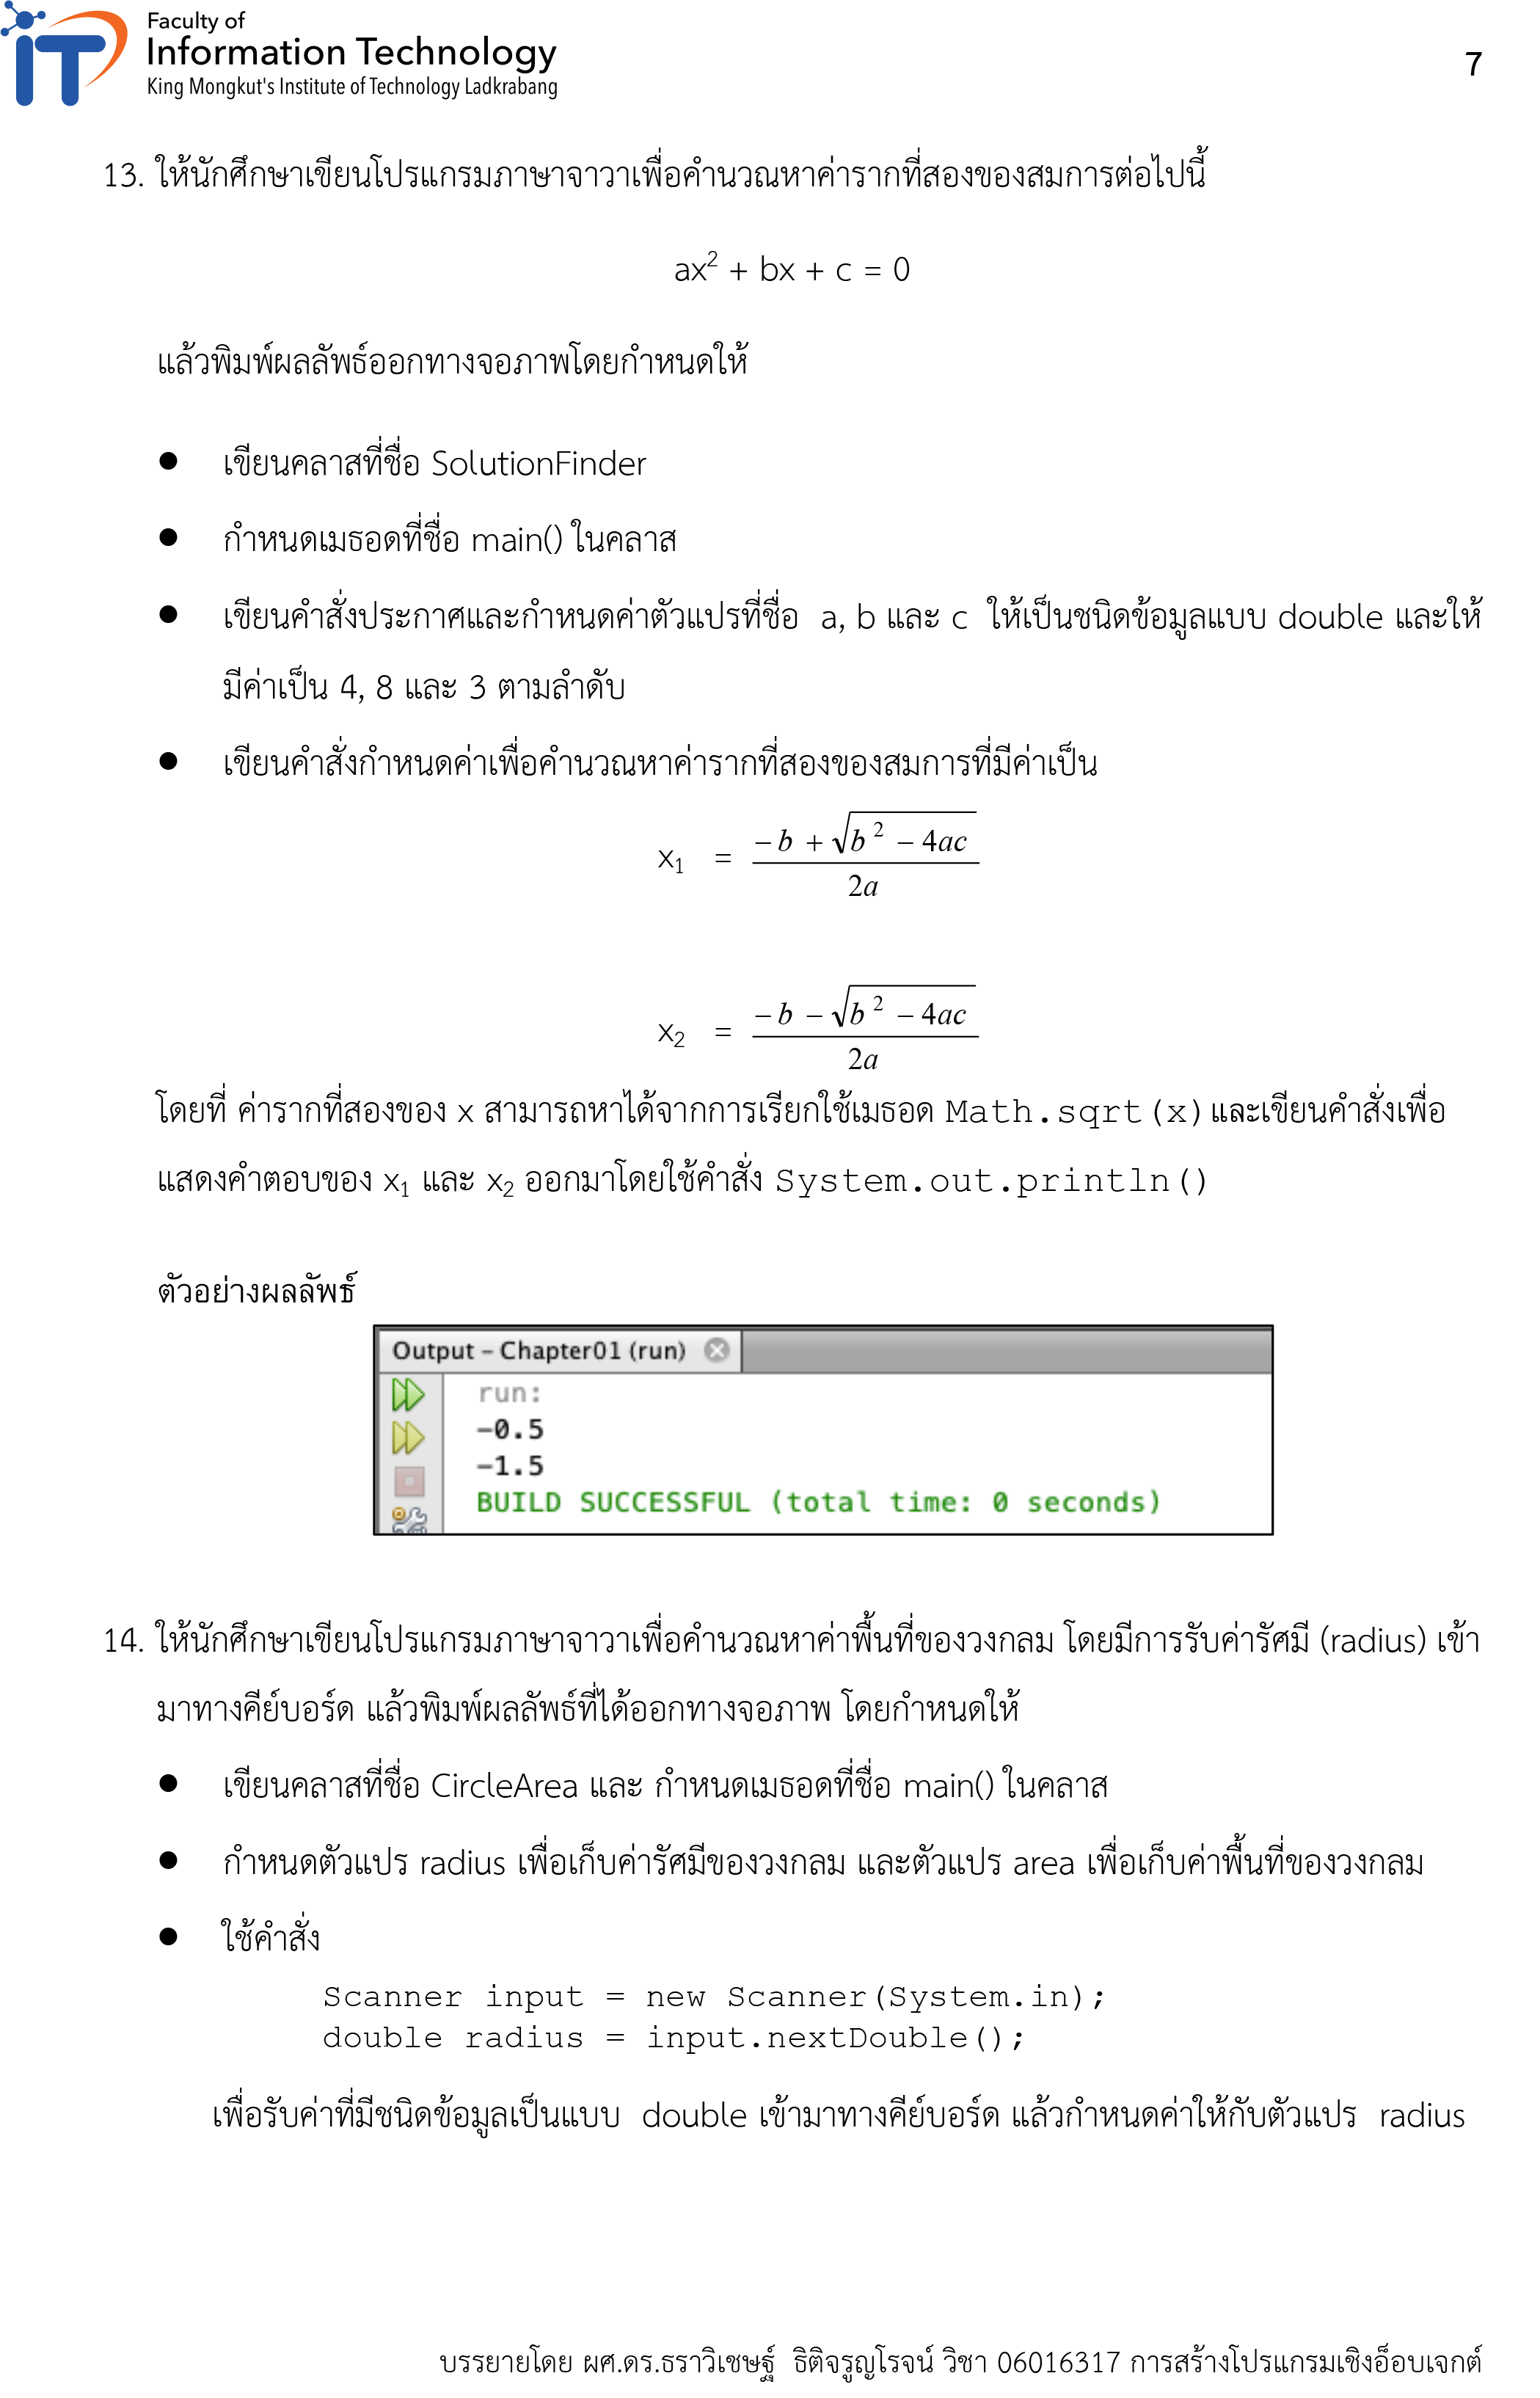 Faculty of
Information Technology
King Mongkut's Institute of Technology Ladkrabang
7
13. ให้นักศึกษาเขียนโปรแกรมภาษาจาวาเพื่อคำนวณหาค่ารากที่สองของสมการต่อไปนี้
ax² + bx + c = 0
แล้วพิมพ์ผลลัพธ์ออกทางจอภาพโดยกำหนดให้
● เขียนคลาสที่ชื่อ SolutionFinder
● กำหนดเมธอดที่ชื่อ main() ในคลาส
● เขียนคำสั่งประกาศและกำหนดค่าตัวแปรที่ชื่อ a, b และ c ให้เป็นชนิดข้อมูลแบบ double และให้
มีค่าเป็น 4, 8 และ 3 ตามลำดับ
● เขียนคำสั่งกำหนดค่าเพื่อคำนวณหาค่ารากที่สองของสมการที่มีค่าเป็น
x₁ = (−b + √(b² − 4ac)) / 2a
x₂ = (−b − √(b² − 4ac)) / 2a
โดยที่ ค่ารากที่สองของ x สามารถหาได้จากการเรียกใช้เมธอด Math.sqrt(x) และเขียนคำสั่งเพื่อ
แสดงคำตอบของ x₁ และ x₂ ออกมาโดยใช้คำสั่ง System.out.println()
ตัวอย่างผลลัพธ์
Output – Chapter01 (run)
run:
-0.5
-1.5
BUILD SUCCESSFUL (total time: 0 seconds)
14. ให้นักศึกษาเขียนโปรแกรมภาษาจาวาเพื่อคำนวณหาค่าพื้นที่ของวงกลม โดยมีการรับค่ารัศมี (radius) เข้า
มาทางคีย์บอร์ด แล้วพิมพ์ผลลัพธ์ที่ได้ออกทางจอภาพ โดยกำหนดให้
● เขียนคลาสที่ชื่อ CircleArea และ กำหนดเมธอดที่ชื่อ main() ในคลาส
● กำหนดตัวแปร radius เพื่อเก็บค่ารัศมีของวงกลม และตัวแปร area เพื่อเก็บค่าพื้นที่ของวงกลม
● ใช้คำสั่ง
Scanner input = new Scanner(System.in);
double radius = input.nextDouble();
เพื่อรับค่าที่มีชนิดข้อมูลเป็นแบบ double เข้ามาทางคีย์บอร์ด แล้วกำหนดค่าให้กับตัวแปร radius
บรรยายโดย ผศ.ดร.ธราวิเชษฐ์ ธิติจรูญโรจน์ วิชา 06016317 การสร้างโปรแกรมเชิงอ็อบเจกต์